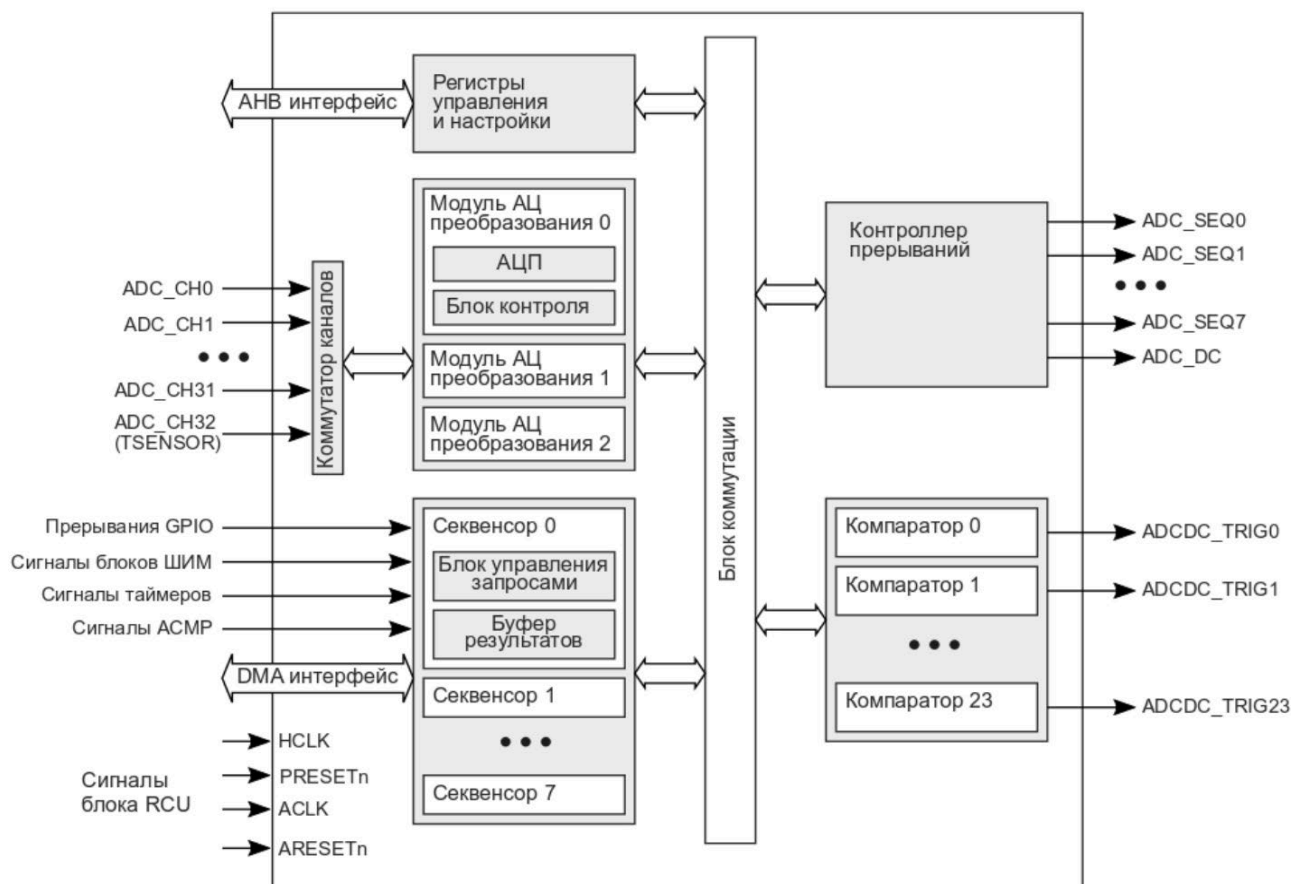 AHB интерфейс
Регистры
управления
и настройки
Модуль АЦ
преобразования 0
АЦП
Блок контроля
Модуль АЦ
преобразования 1
Модуль АЦ
преобразования 2
ADC_CH0
ADC_CH1
ADC_CH31
ADC_CH32
(TSENSOR)
Коммутатор каналов
Прерывания GPIO
Сигналы блоков ШИМ
Сигналы таймеров
Сигналы ACMP
DMA интерфейс
Секвенсор 0
Блок управления
запросами
Буфер
результатов
Секвенсор 1
Секвенсор 7
Сигналы
блока RCU
HCLK
PRESETn
ACLK
ARESETn
Блок коммутации
Контроллер
прерываний
ADC_SEQ0
ADC_SEQ1
ADC_SEQ7
ADC_DC
Компаратор 0
Компаратор 1
Компаратор 23
ADCDC_TRIG0
ADCDC_TRIG1
ADCDC_TRIG23